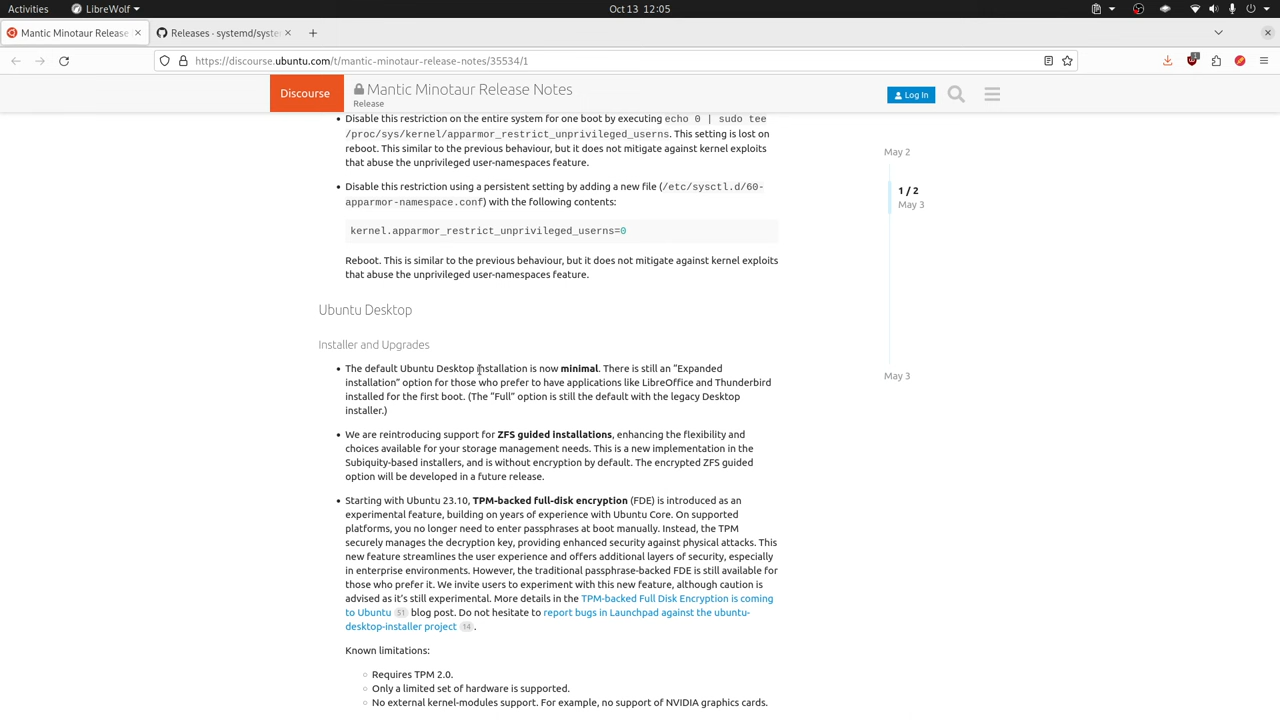 Activities LibreWolf Oct 13 12:05
Mantic Minotaur Release Releases · systemd/syste
https://discourse.ubuntu.com/t/mantic-minotaur-release-notes/35534/1 1
Discourse Mantic Minotaur Release Notes Log In
Release
• Disable this restriction on the entire system for one boot by executing echo 0 | sudo tee
/proc/sys/kernel/apparmor_restrict_unprivileged_userns. This setting is lost on
reboot. This similar to the previous behaviour, but it does not mitigate against kernel exploits
that abuse the unprivileged user-namespaces feature.
• Disable this restriction using a persistent setting by adding a new file (/etc/sysctl.d/60-
apparmor-namespace.conf) with the following contents:
kernel.apparmor_restrict_unprivileged_userns=0
Reboot. This is similar to the previous behaviour, but it does not mitigate against kernel exploits
that abuse the unprivileged user-namespaces feature.
Ubuntu Desktop
Installer and Upgrades
• The default Ubuntu Desktop installation is now minimal. There is still an "Expanded
installation" option for those who prefer to have applications like LibreOffice and Thunderbird
installed for the first boot. (The "Full" option is still the default with the legacy Desktop
installer.)
• We are reintroducing support for ZFS guided installations, enhancing the flexibility and
choices available for your storage management needs. This is a new implementation in the
Subiquity-based installers, and is without encryption by default. The encrypted ZFS guided
option will be developed in a future release.
• Starting with Ubuntu 23.10, TPM-backed full-disk encryption (FDE) is introduced as an
experimental feature, building on years of experience with Ubuntu Core. On supported
platforms, you no longer need to enter passphrases at boot manually. Instead, the TPM
securely manages the decryption key, providing enhanced security against physical attacks. This
new feature streamlines the user experience and offers additional layers of security, especially
in enterprise environments. However, the traditional passphrase-backed FDE is still available for
those who prefer it. We invite users to experiment with this new feature, although caution is
advised as it's still experimental. More details in the TPM-backed Full Disk Encryption is coming
to Ubuntu 51 blog post. Do not hesitate to report bugs in Launchpad against the ubuntu-
desktop-installer project 14.
Known limitations:
○ Requires TPM 2.0.
○ Only a limited set of hardware is supported.
○ No external kernel-modules support. For example, no support of NVIDIA graphics cards.
May 2
1 / 2
May 3
May 3